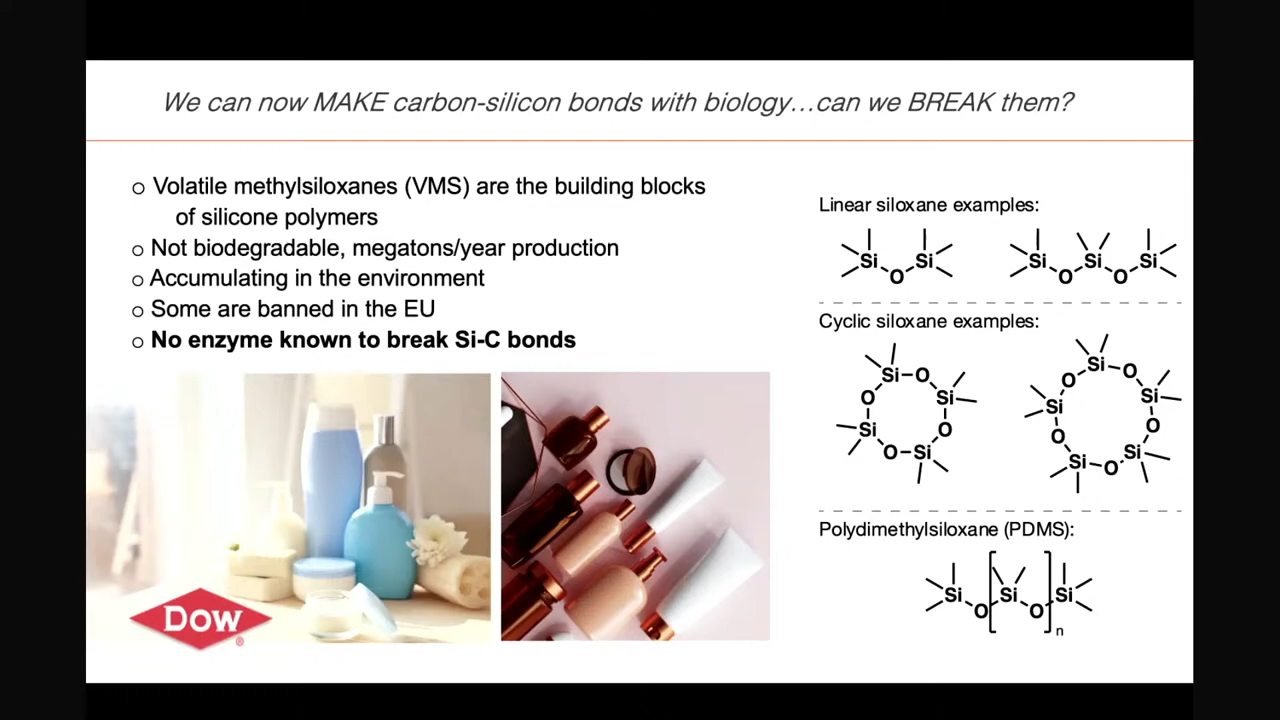 We can now MAKE carbon-silicon bonds with biology…can we BREAK them?
o Volatile methylsiloxanes (VMS) are the building blocks
of silicone polymers
o Not biodegradable, megatons/year production
o Accumulating in the environment
o Some are banned in the EU
o No enzyme known to break Si-C bonds
Dow
®
Linear siloxane examples:
Si O Si
Si O Si O Si
Cyclic siloxane examples:
Si O
O Si
Si O
O Si
Si O
O Si
Si O
O Si
Si O
Polydimethylsiloxane (PDMS):
Si O Si O Si
n